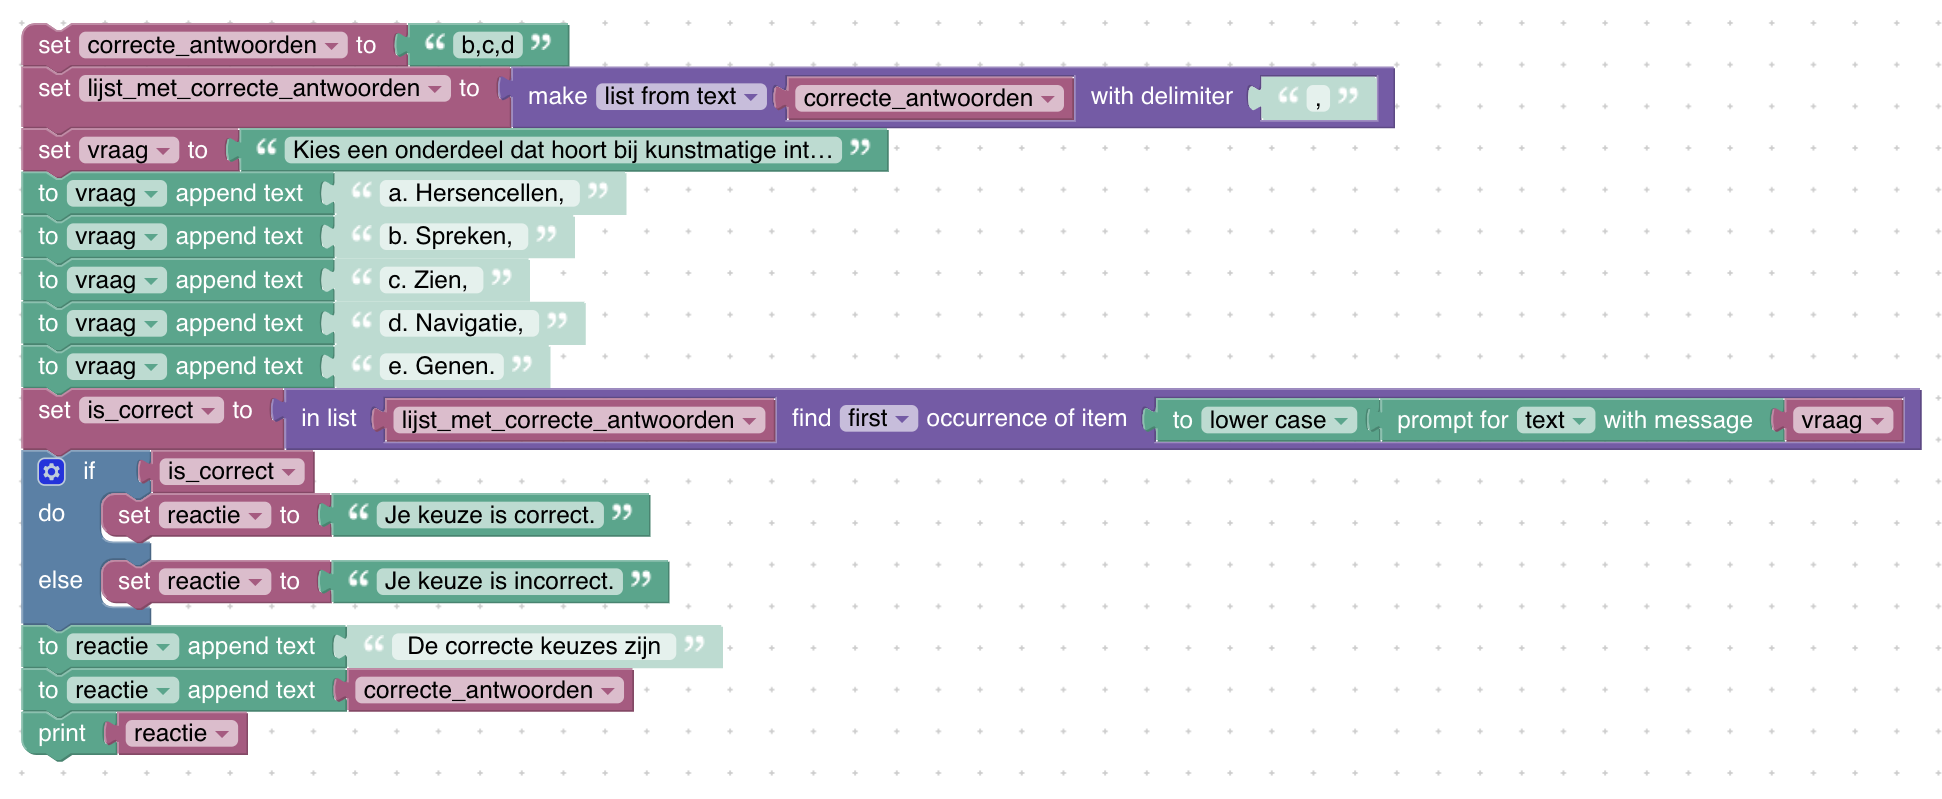 set correcte_antwoorden to “ b,c,d ”
set lijst_met_correcte_antwoorden to make list from text correcte_antwoorden with delimiter “ , ”
set vraag to “ Kies een onderdeel dat hoort bij kunstmatige int... ”
to vraag append text “ a. Hersencellen, ”
to vraag append text “ b. Spreken, ”
to vraag append text “ c. Zien, ”
to vraag append text “ d. Navigatie, ”
to vraag append text “ e. Genen. ”
set is_correct to in list lijst_met_correcte_antwoorden find first occurrence of item to lower case prompt for text with message vraag
if is_correct
do set reactie to “ Je keuze is correct. ”
else set reactie to “ Je keuze is incorrect. ”
to reactie append text “ De correcte keuzes zijn ”
to reactie append text correcte_antwoorden
print reactie